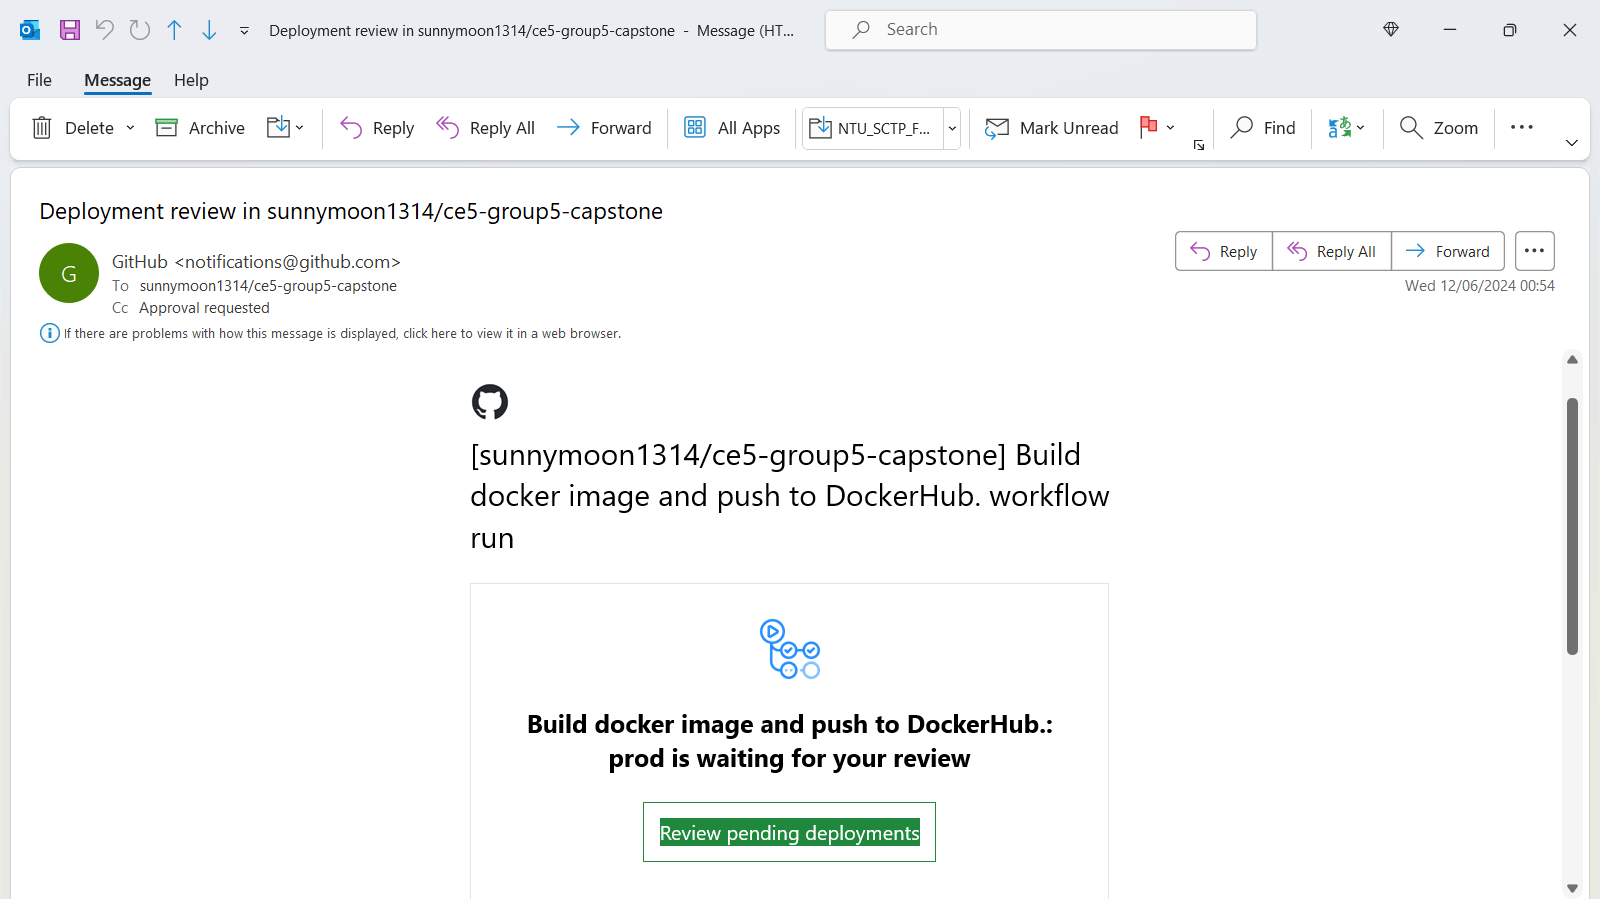 Deployment review in sunnymoon1314/ce5-group5-capstone - Message (HT...
Search
File Message Help
Delete Archive Reply Reply All Forward All Apps NTU_SCTP_F... Mark Unread Find Zoom
Deployment review in sunnymoon1314/ce5-group5-capstone
Reply Reply All Forward
G
GitHub <notifications@github.com>
To sunnymoon1314/ce5-group5-capstone
Wed 12/06/2024 00:54
Cc Approval requested
If there are problems with how this message is displayed, click here to view it in a web browser.
[sunnymoon1314/ce5-group5-capstone] Build
docker image and push to DockerHub. workflow
run
Build docker image and push to DockerHub.:
prod is waiting for your review
Review pending deployments